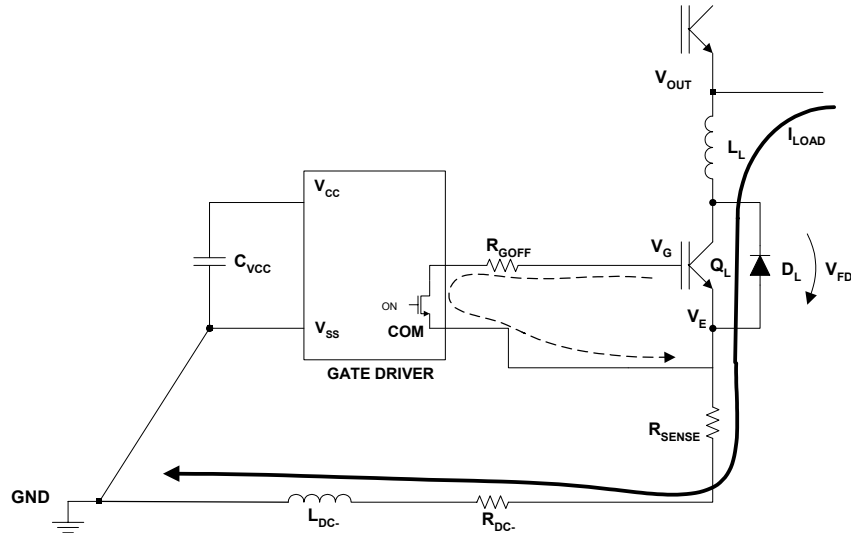 V_OUT
I_LOAD
L_L
V_CC
R_GOFF
V_G
Q_L
D_L
V_FD
C_VCC
ON
V_SS
COM
V_E
GATE DRIVER
R_SENSE
GND
L_DC-
R_DC-